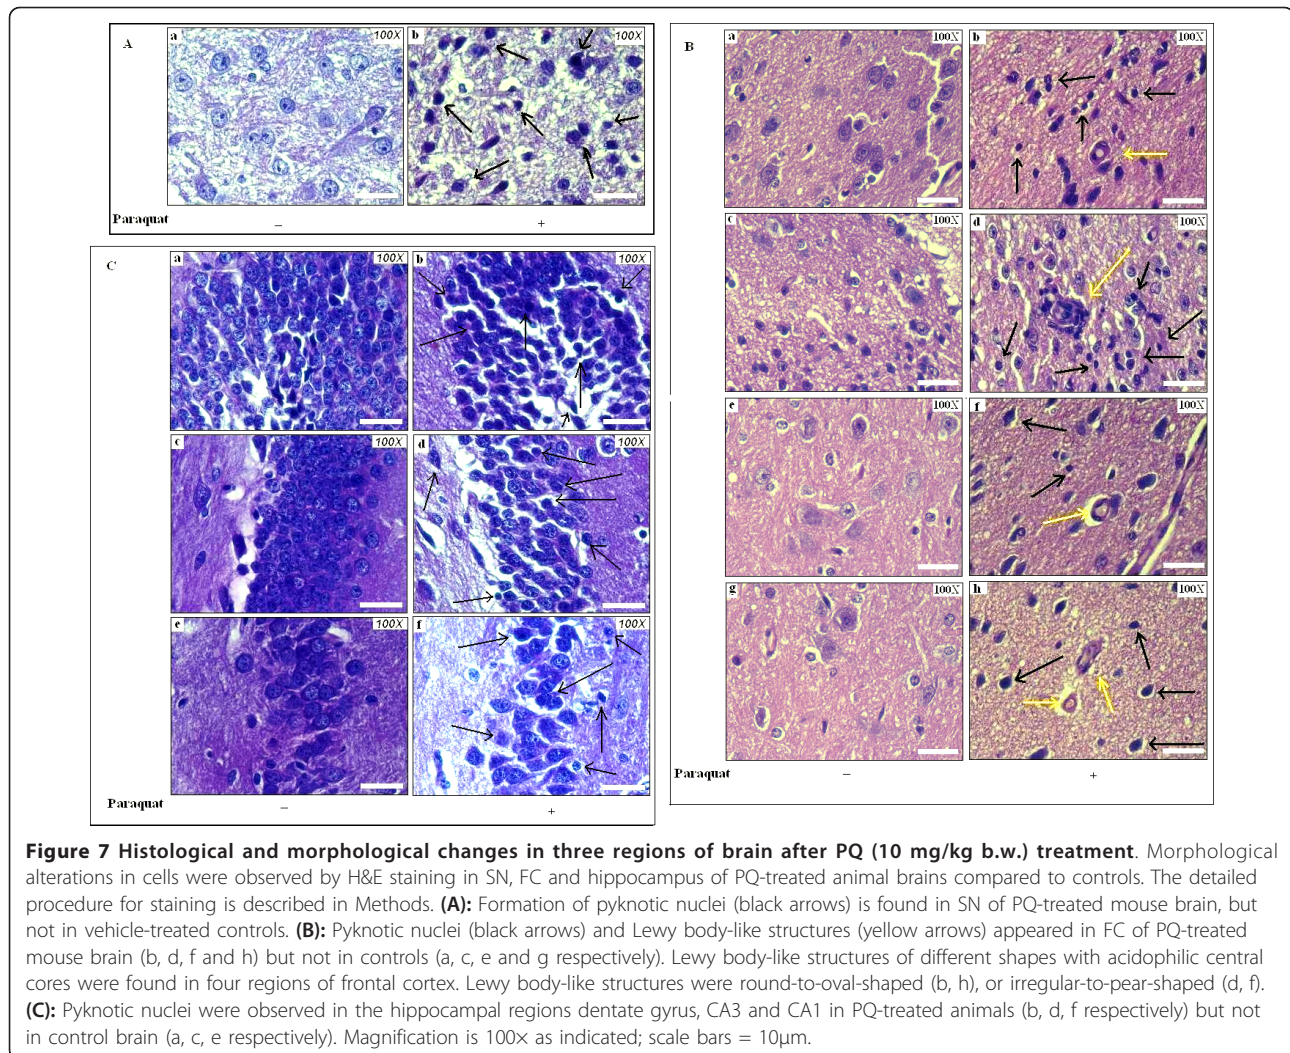 A
a
100X
b
100X
Paraquat
–
+
B
a
100X
b
100X
c
100X
d
100X
e
100X
f
100X
g
100X
h
100X
Paraquat
–
+
C
a
100X
b
100X
c
100X
d
100X
e
100X
f
100X
Paraquat
–
+
Figure 7 Histological and morphological changes in three regions of brain after PQ (10 mg/kg b.w.) treatment. Morphological
alterations in cells were observed by H&E staining in SN, FC and hippocampus of PQ-treated animal brains compared to controls. The detailed
procedure for staining is described in Methods. (A): Formation of pyknotic nuclei (black arrows) is found in SN of PQ-treated mouse brain, but
not in vehicle-treated controls. (B): Pyknotic nuclei (black arrows) and Lewy body-like structures (yellow arrows) appeared in FC of PQ-treated
mouse brain (b, d, f and h) but not in controls (a, c, e and g respectively). Lewy body-like structures of different shapes with acidophilic central
cores were found in four regions of frontal cortex. Lewy body-like structures were round-to-oval-shaped (b, h), or irregular-to-pear-shaped (d, f).
(C): Pyknotic nuclei were observed in the hippocampal regions dentate gyrus, CA3 and CA1 in PQ-treated animals (b, d, f respectively) but not
in control brain (a, c, e respectively). Magnification is 100× as indicated; scale bars = 10μm.